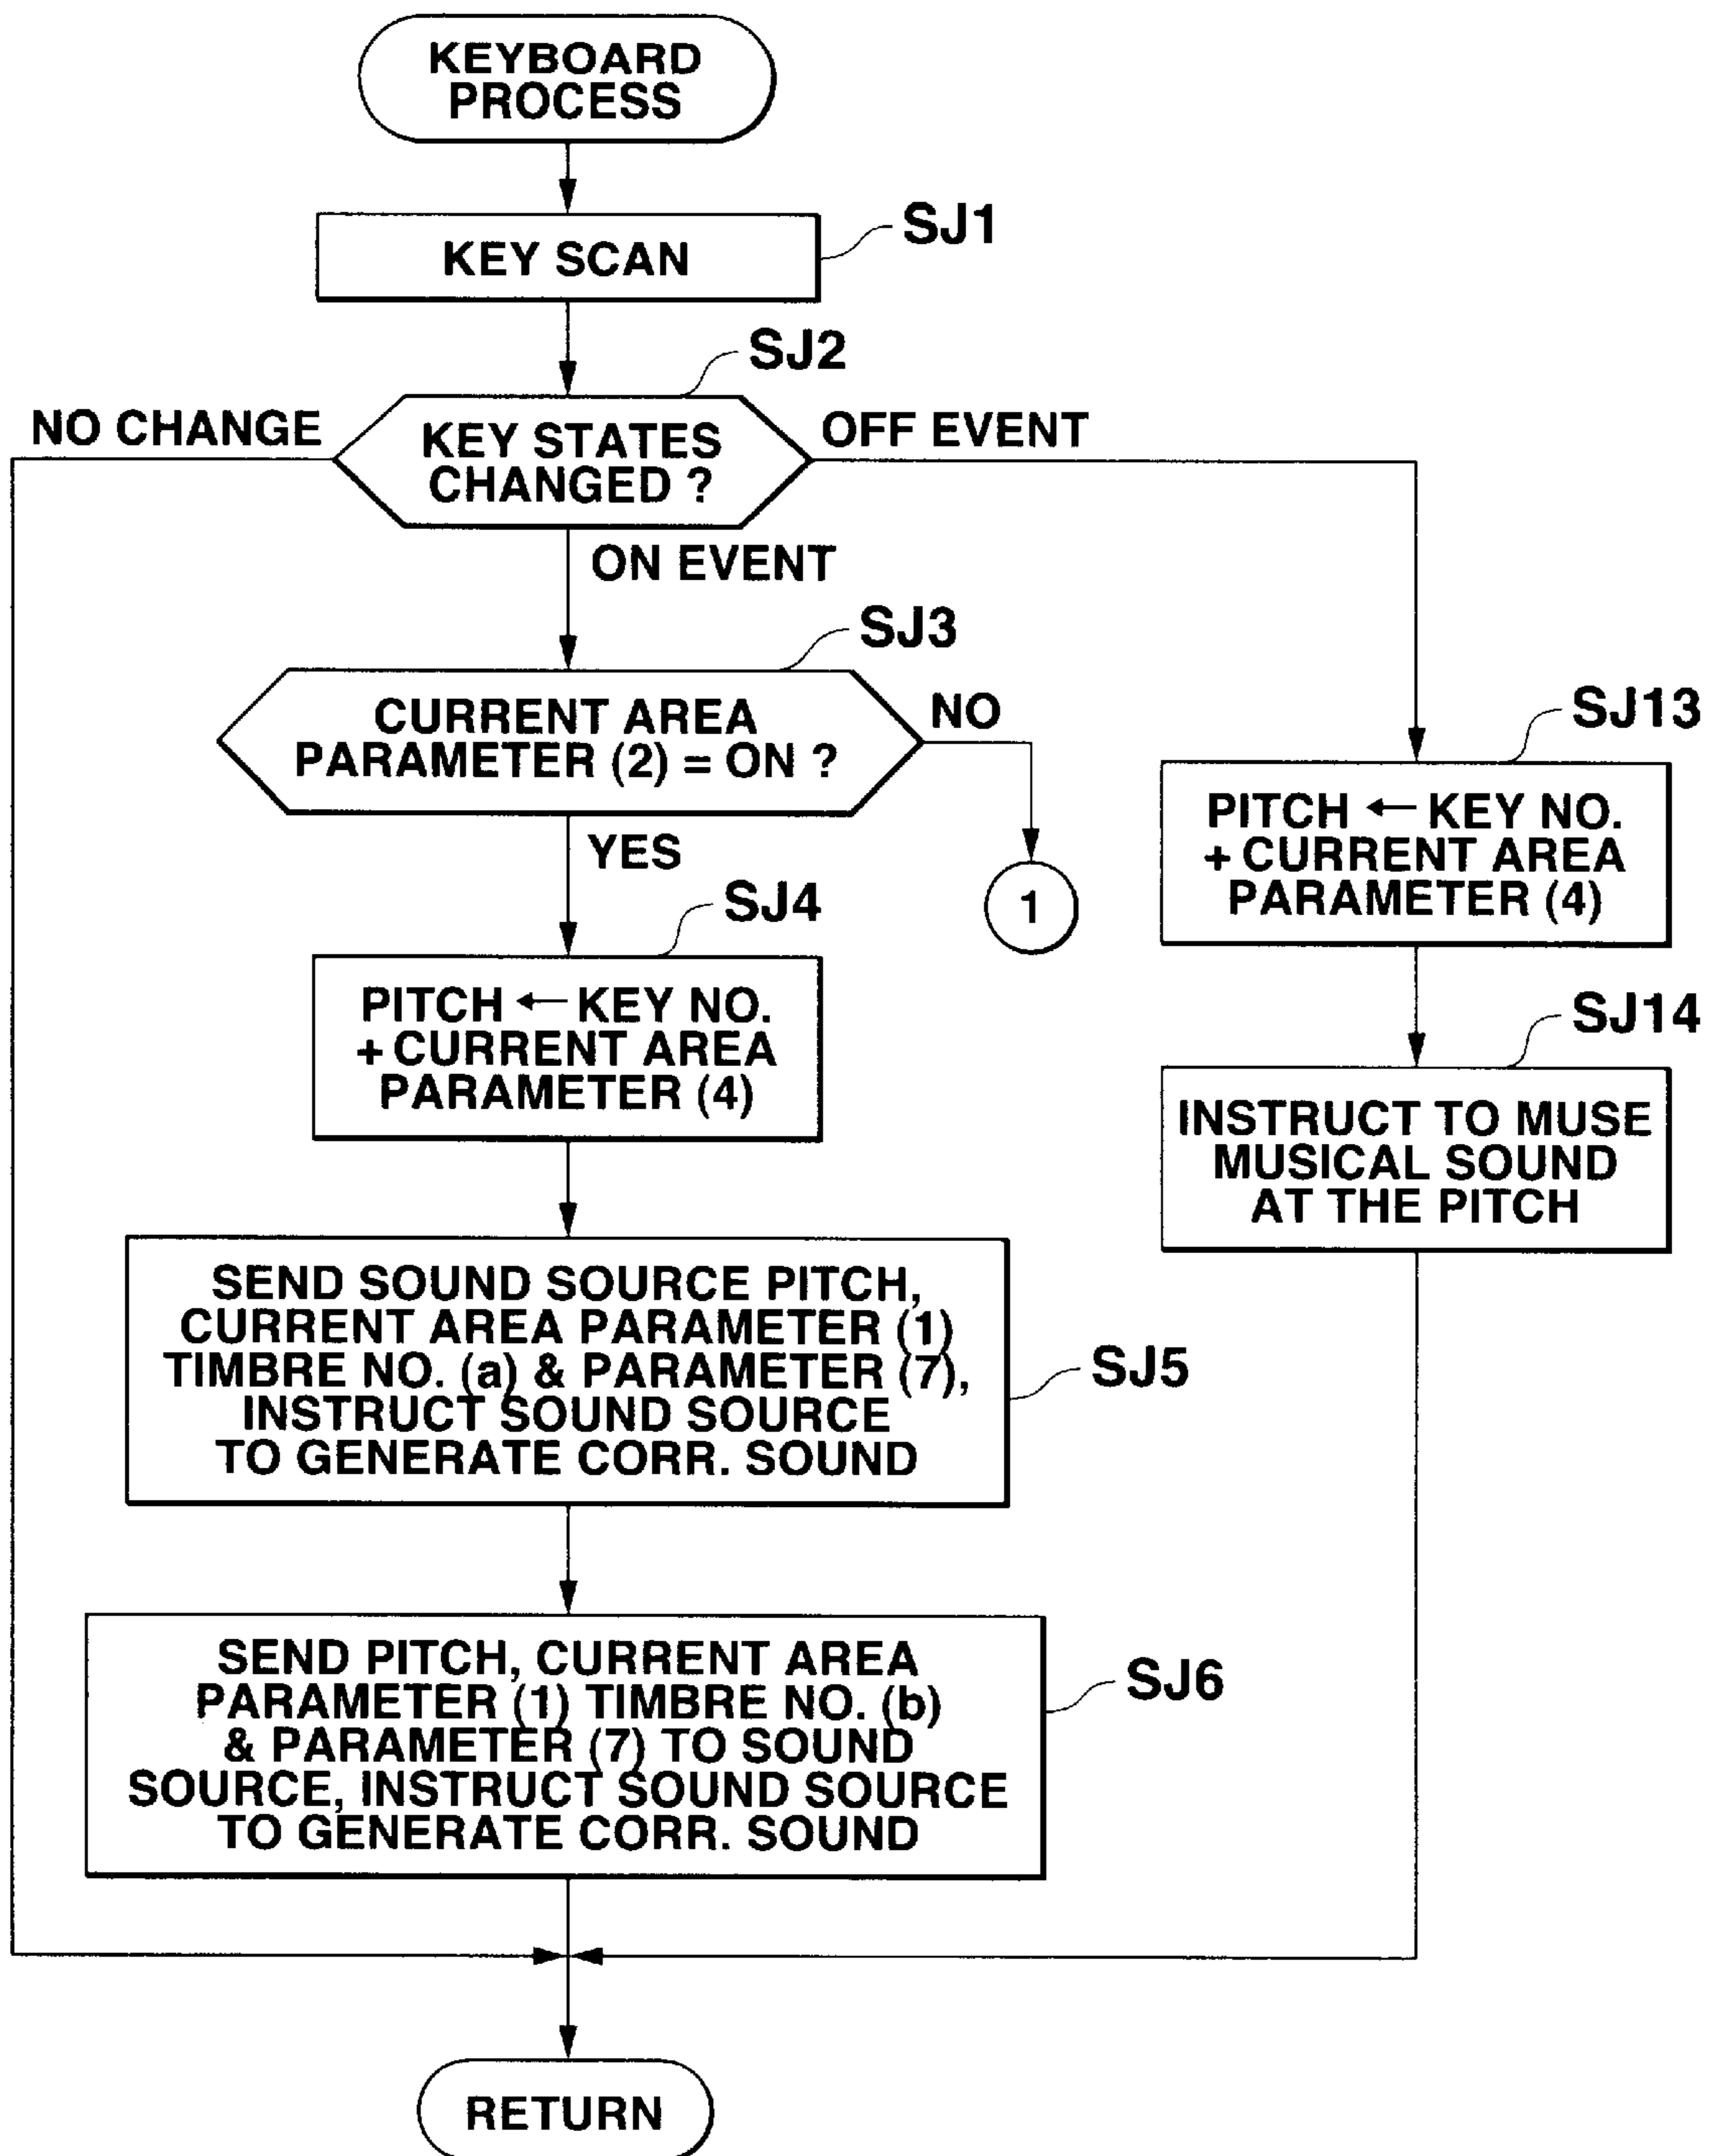 KEYBOARD
PROCESS
SJ1
KEY SCAN
SJ2
NO CHANGE
KEY STATES
CHANGED ?
OFF EVENT
ON EVENT
SJ3
CURRENT AREA
PARAMETER (2) = ON ?
NO
1
YES
SJ4
PITCH ← KEY NO.
+ CURRENT AREA
PARAMETER (4)
SJ5
SEND SOUND SOURCE PITCH,
CURRENT AREA PARAMETER (1)
TIMBRE NO. (a) & PARAMETER (7),
INSTRUCT SOUND SOURCE
TO GENERATE CORR. SOUND
SJ6
SEND PITCH, CURRENT AREA
PARAMETER (1) TIMBRE NO. (b)
& PARAMETER (7) TO SOUND
SOURCE, INSTRUCT SOUND SOURCE
TO GENERATE CORR. SOUND
SJ13
PITCH ← KEY NO.
+ CURRENT AREA
PARAMETER (4)
SJ14
INSTRUCT TO MUSE
MUSICAL SOUND
AT THE PITCH
RETURN